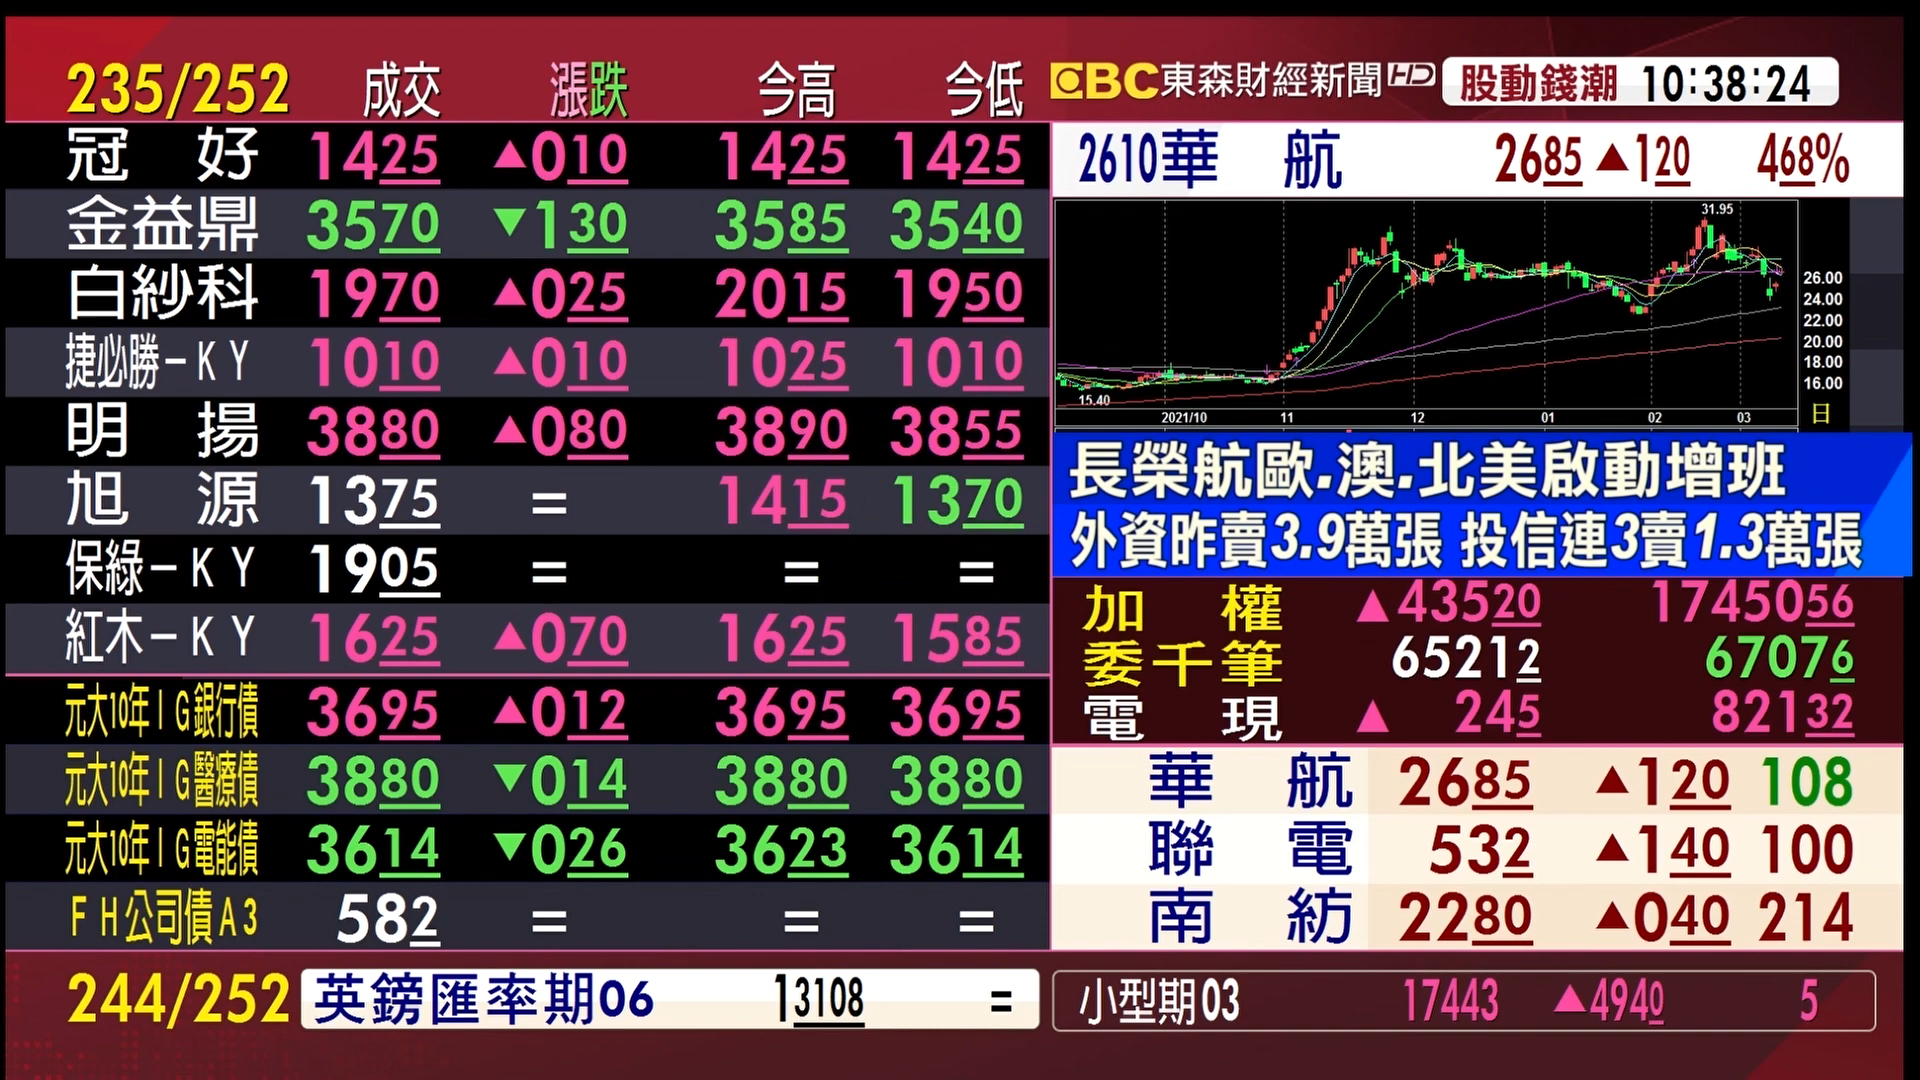 235/252 成交 漲跌 今高 今低
冠好 1425 ▲010 1425 1425
金益鼎 3570 ▼130 3585 3540
白紗科 1970 ▲025 2015 1950
捷必勝-KY 1010 ▲010 1025 1010
明揚 3880 ▲080 3890 3855
旭源 1375 = 1415 1370
保綠-KY 1905 = = =
紅木-KY 1625 ▲070 1625 1585
元大10年IG銀行債 3695 ▲012 3695 3695
元大10年IG醫療債 3880 ▼014 3880 3880
元大10年IG電能債 3614 ▼026 3623 3614
FH公司債A3 582 = = =
244/252 英鎊匯率期06 13108 =
EBC東森財經新聞HD 股動錢潮 10:38:24
2610華航 2685 ▲120 468%
31.95
26.00
24.00
22.00
20.00
18.00
16.00
15.40
2021/10 11 12 01 02 03 日
長榮航歐.澳.北美啟動增班
外資昨賣3.9萬張 投信連3賣1.3萬張
加權 ▲43520 1745056
委千筆 65212 67076
電現 ▲245 82132
華航 2685 ▲120 108
聯電 532 ▲140 100
南紡 2280 ▲040 214
小型期03 17443 ▲4940 5